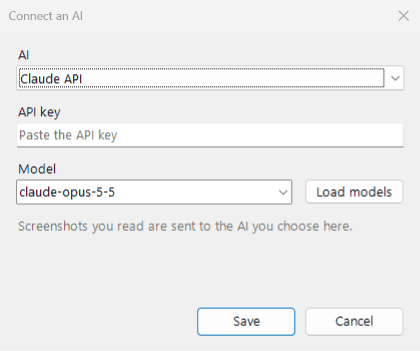 Connect an AI
AI
Claude API
API key
Paste the API key
Model
claude-opus-5-5
Load models
Screenshots you read are sent to the AI you choose here.
Save
Cancel